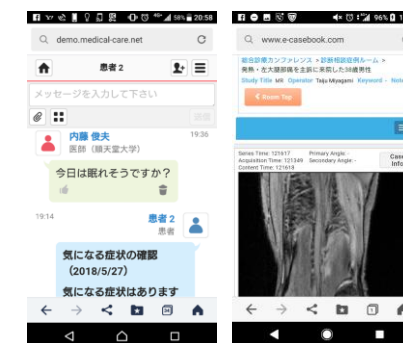 58% 20:58
demo.medical-care.net
患者 2
メッセージを入力して下さい
送信
内藤 俊夫
19:36
医師（順天堂大学）
今日は眠れそうですか？
19:14
患者 2
患者
気になる症状の確認
（2018/5/27）
気になる症状はあります
96%
www.e-casebook.com
総合診療カンファレンス > 診断相談症例ルーム >
発熱・左大腿部痛を主訴に来院した38歳男性
Study Title MR Operator Taiju Miyagami Keyword - Note
Room Top
Series Time: 121617 Primary Angle: -
Acquisition Time: 121349 Secondary Angle: -
Content Time: 121618
Case
Info